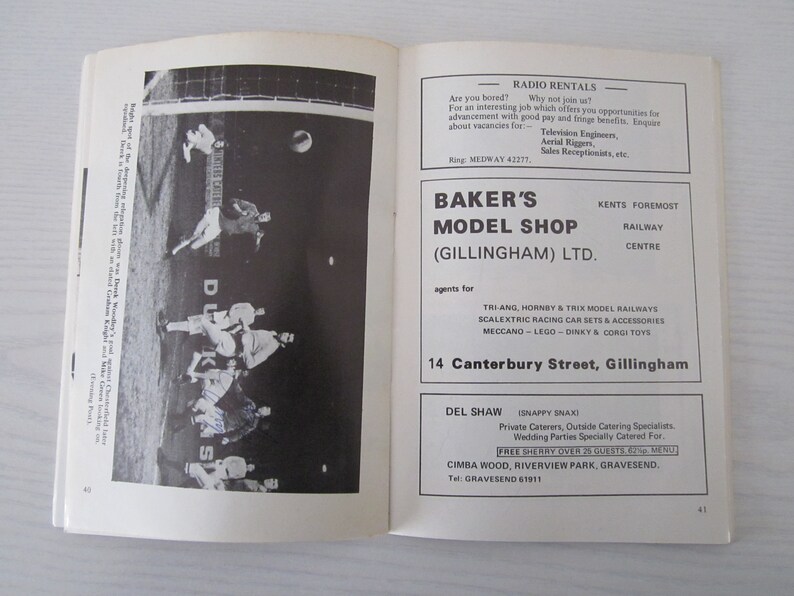 Bright spot of the deepening relegation gloom was Derek Woodley's goal against Chesterfield later
equalised. Derek is fourth from the left with an elated Graham Knight and Mike Green looking on.
(Evening Post).
40
RADIO RENTALS
Are you bored? Why not join us?
For an interesting job which offers you opportunities for
advancement with good pay and fringe benefits. Enquire
about vacancies for:—
Television Engineers,
Aerial Riggers,
Sales Receptionists, etc.
Ring: MEDWAY 42277.
BAKER'S
MODEL SHOP
(GILLINGHAM) LTD.
KENTS FOREMOST
RAILWAY
CENTRE
agents for
TRI-ANG, HORNBY & TRIX MODEL RAILWAYS
SCALEXTRIC RACING CAR SETS & ACCESSORIES
MECCANO – LEGO – DINKY & CORGI TOYS
14 Canterbury Street, Gillingham
DEL SHAW (SNAPPY SNAX)
Private Caterers, Outside Catering Specialists.
Wedding Parties Specially Catered For.
FREE SHERRY OVER 25 GUESTS, 62½p. MENU.
CIMBA WOOD, RIVERVIEW PARK, GRAVESEND.
Tel: GRAVESEND 61911
41